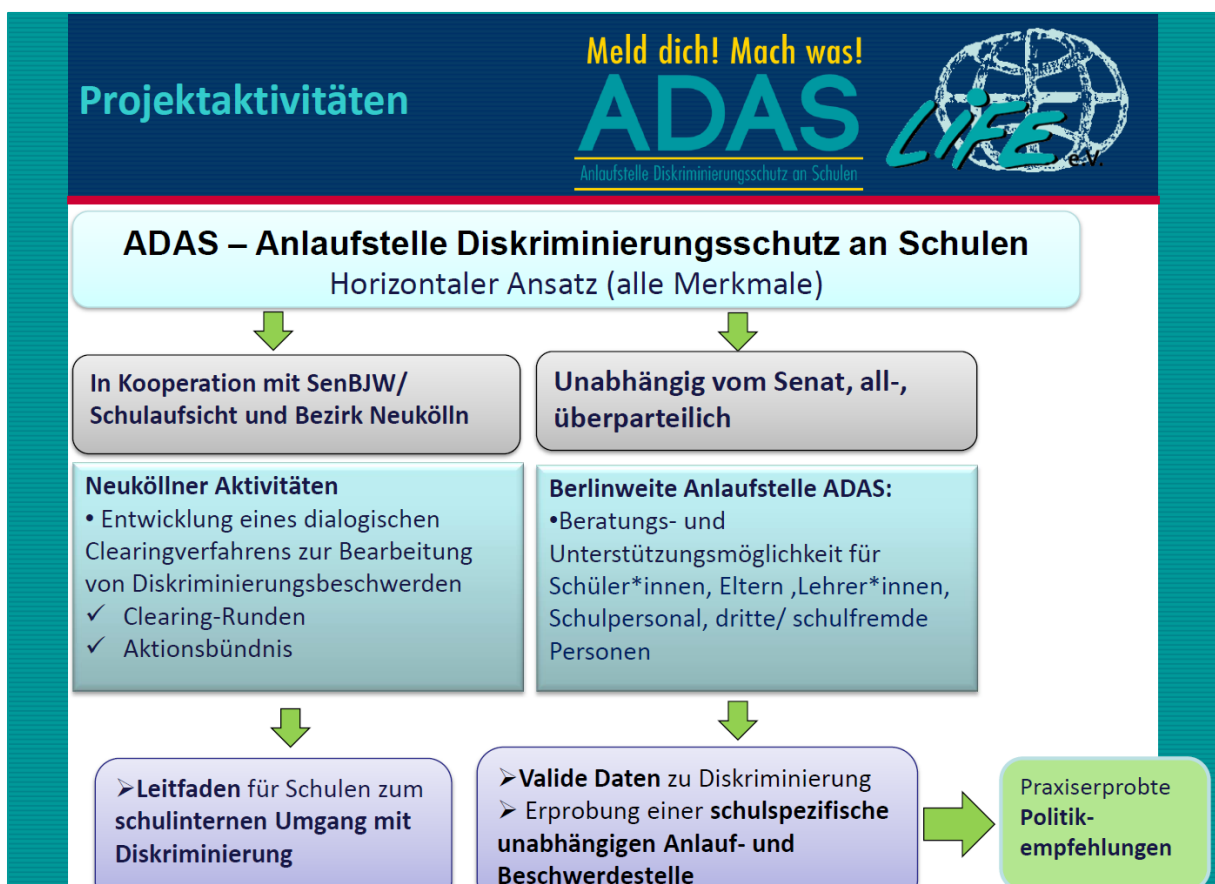 Projektaktivitäten
Meld dich! Mach was!
ADAS
Anlaufstelle Diskriminierungsschutz an Schulen
LiFE e.V.
ADAS – Anlaufstelle Diskriminierungsschutz an Schulen
Horizontaler Ansatz (alle Merkmale)
In Kooperation mit SenBJW/
Schulaufsicht und Bezirk Neukölln
Unabhängig vom Senat, all-,
überparteilich
Neuköllner Aktivitäten
• Entwicklung eines dialogischen
Clearingverfahrens zur Bearbeitung
von Diskriminierungsbeschwerden
✓ Clearing-Runden
✓ Aktionsbündnis
Berlinweite Anlaufstelle ADAS:
•Beratungs- und
Unterstützungsmöglichkeit für
Schüler*innen, Eltern ,Lehrer*innen,
Schulpersonal, dritte/ schulfremde
Personen
➢Leitfaden für Schulen zum
schulinternen Umgang mit
Diskriminierung
➢Valide Daten zu Diskriminierung
➢ Erprobung einer schulspezifische
unabhängigen Anlauf- und
Beschwerdestelle
Praxiserprobte
Politik-
empfehlungen